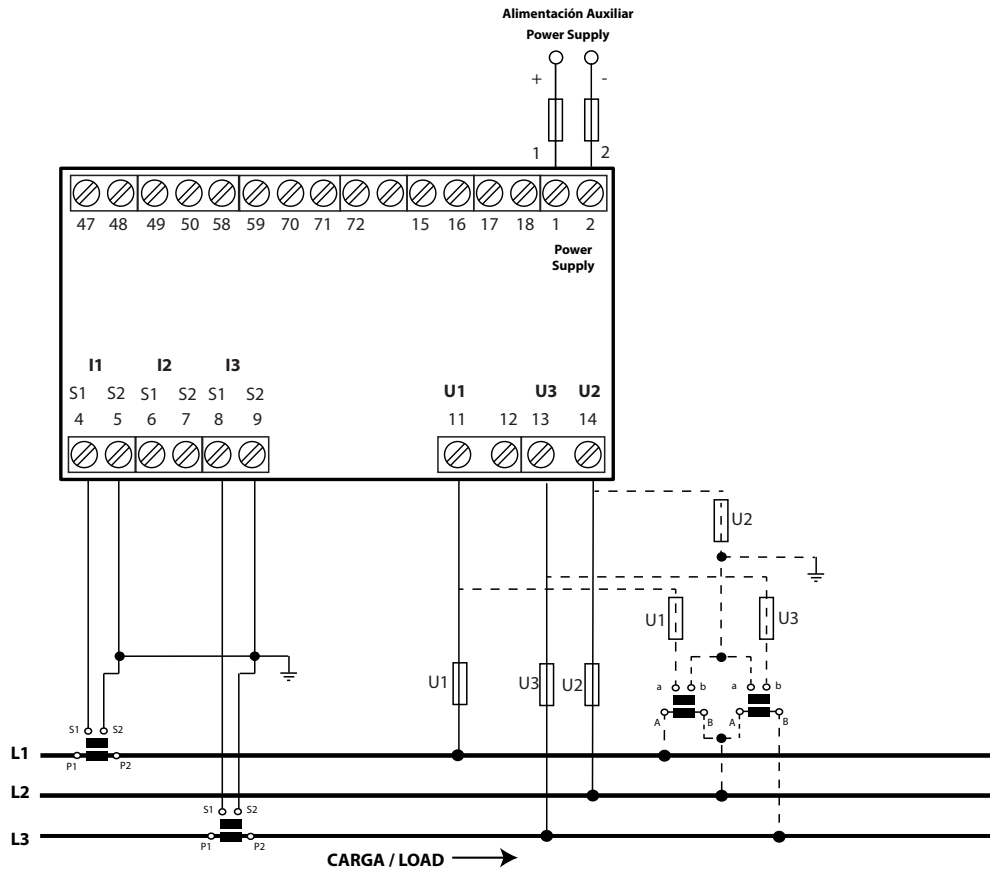 Alimentación Auxiliar
Power Supply
+ -
1 2
47 48 49 50 58 59 70 71 72 15 16 17 18 1 2
Power
Supply
I1 I2 I3
S1 S2 S1 S2 S1 S2
4 5 6 7 8 9
U1 U3 U2
11 12 13 14
U2
U1 U3
U1 U3 U2
a b a b
A B A B
S1 S2
L1
P1 P2
L2
S1 S2
L3
P1 P2
CARGA / LOAD